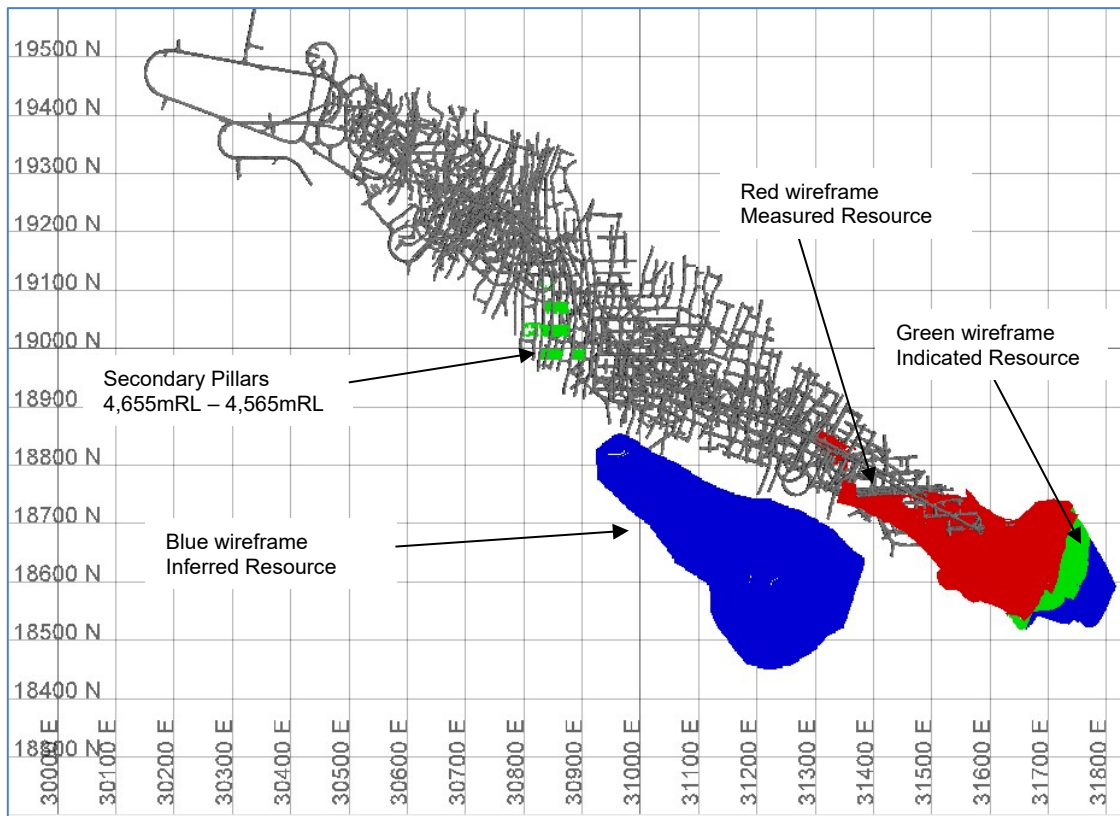 19500 N
19400 N
19300 N
19200 N
19100 N
19000 N
18900 N
18800 N
18700 N
18600 N
18500 N
18400 N
18300 N
Red wireframe
Measured Resource
Green wireframe
Indicated Resource
Secondary Pillars
4,655mRL – 4,565mRL
Blue wireframe
Inferred Resource
30000 E
30100 E
30200 E
30300 E
30400 E
30500 E
30600 E
30700 E
30800 E
30900 E
31000 E
31100 E
31200 E
31300 E
31400 E
31500 E
31600 E
31700 E
31800 E